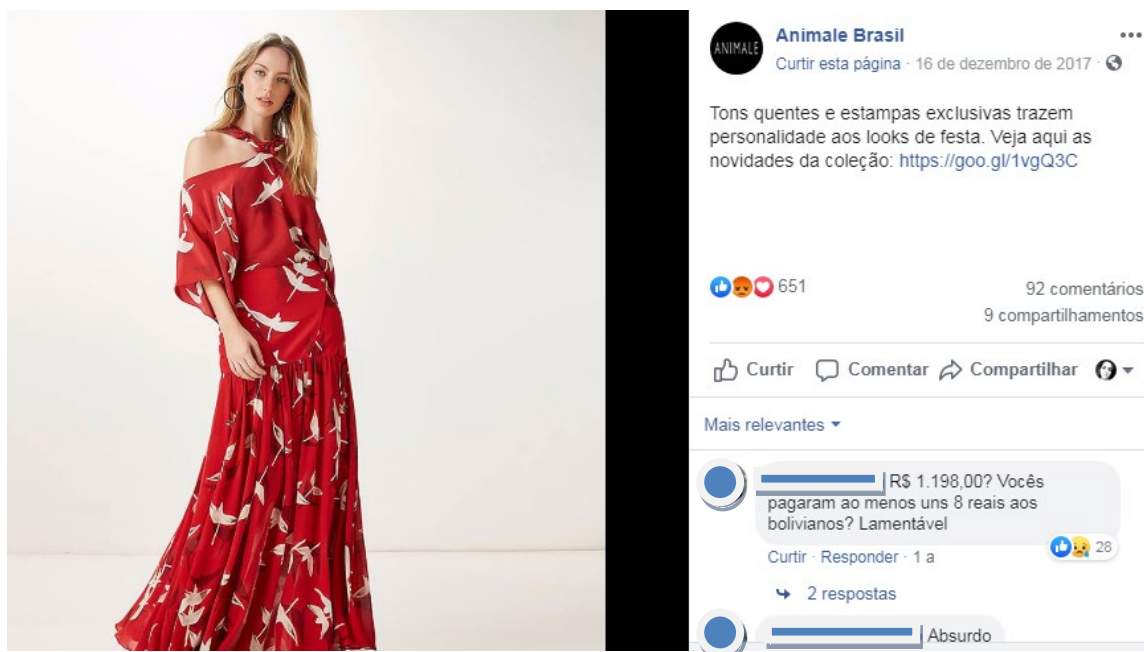 ANIMALE
Animale Brasil
Curtir esta página · 16 de dezembro de 2017 ·
Tons quentes e estampas exclusivas trazem
personalidade aos looks de festa. Veja aqui as
novidades da coleção: https://goo.gl/1vgQ3C
651
92 comentários
9 compartilhamentos
Curtir Comentar Compartilhar
Mais relevantes
R$ 1.198,00? Vocês
pagaram ao menos uns 8 reais aos
bolivianos? Lamentável
28
Curtir · Responder · 1 a
2 respostas
Absurdo